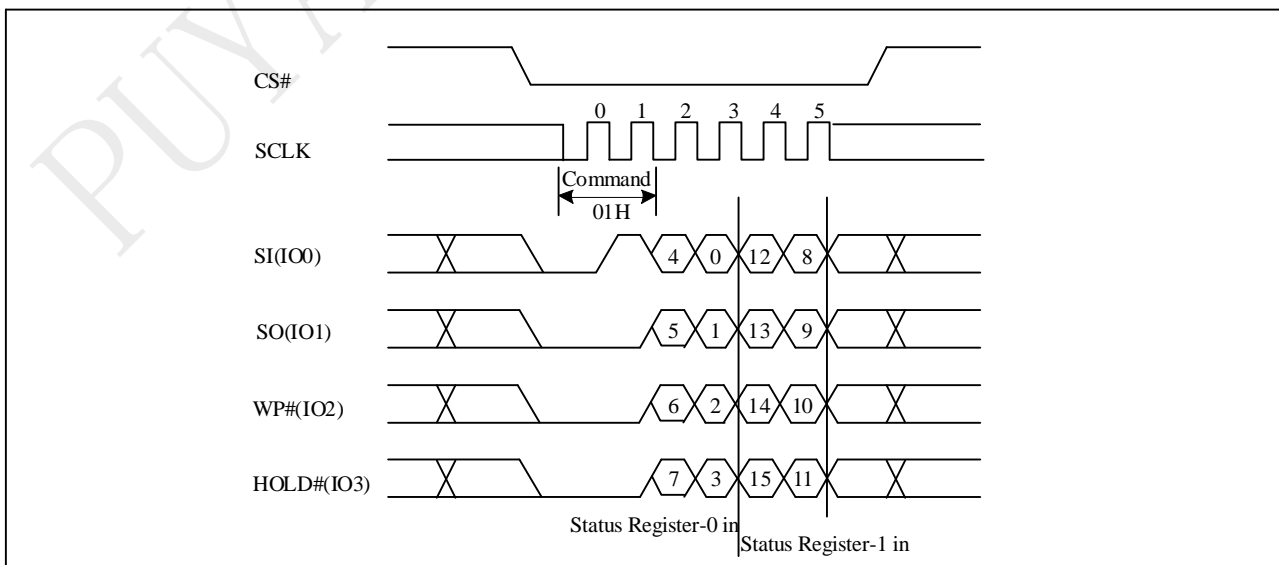 PUYA
CS#
0 1 2 3 4 5
SCLK
Command
01H
SI(IO0) 4 0 12 8
SO(IO1) 5 1 13 9
WP#(IO2) 6 2 14 10
HOLD#(IO3) 7 3 15 11
Status Register-0 in
Status Register-1 in